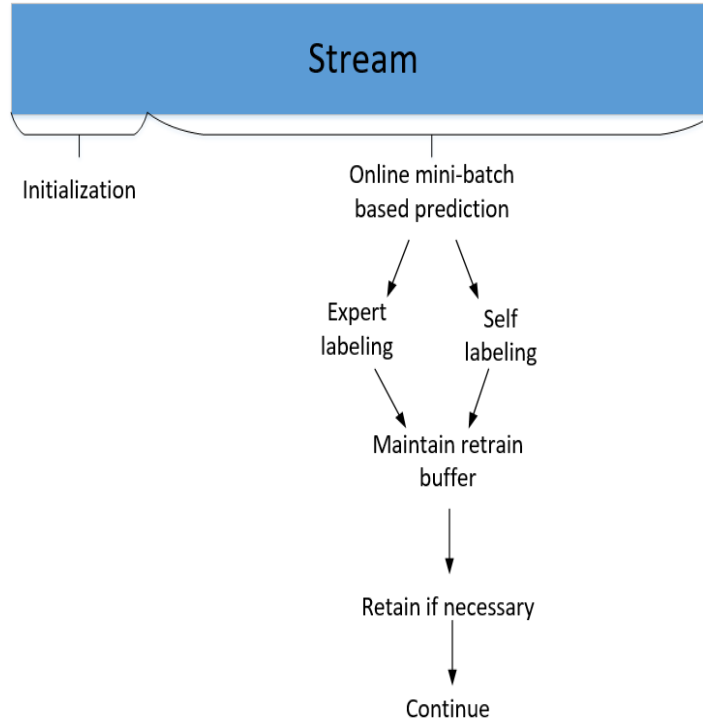 Stream
Initialization
Online mini-batch
based prediction
Expert
labeling
Self
labeling
Maintain retrain
buffer
Retain if necessary
Continue